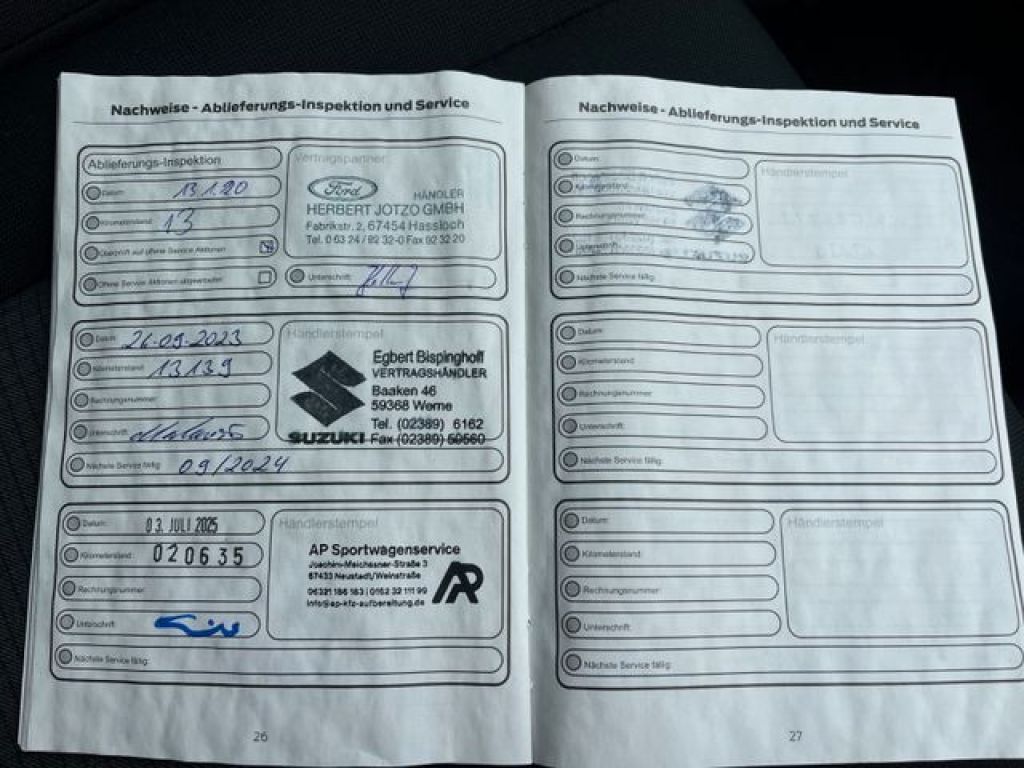 Nachweise - Ablieferungs-Inspektion und Service
Ablieferungs-Inspektion
Datum: 13.1.20
Kilometerstand: 13
Überprüft auf offene Service Aktionen
Offene Service Aktionen abgearbeitet
Vertragspartner:
Ford
HÄNDLER
HERBERT JOTZO GMBH
Fabrikstr. 2, 67454 Hassloch
Tel. 0 63 24 / 92 32-0 Fax 92 32 20
Unterschrift:
Datum: 26.09.2023
Kilometerstand: 13139
Rechnungsnummer:
Unterschrift:
Nächste Service fällig: 09/2024
Händlerstempel
SUZUKI
Egbert Bispinghoff
VERTRAGSHÄNDLER
Baaken 46
59368 Werne
Tel. (02389) 6162
Fax (02389) 50560
Datum: 03. JULI 2025
Kilometerstand: 020635
Rechnungsnummer:
Unterschrift:
Nächste Service fällig:
Händlerstempel
AP Sportwagenservice
Joachim-Meichssner-Straße 3
67433 Neustadt/Weinstraße
06321 186 163 | 0152 32 111 99
info@ap-kfz-aufbereitung.de
AP
26
Nachweise - Ablieferungs-Inspektion und Service
Datum:
Kilometerstand:
Rechnungsnummer:
Unterschrift:
Nächste Service fällig:
Händlerstempel
Datum:
Kilometerstand:
Rechnungsnummer:
Unterschrift:
Nächste Service fällig:
Händlerstempel
Datum:
Kilometerstand:
Rechnungsnummer:
Unterschrift:
Nächste Service fällig:
Händlerstempel
27